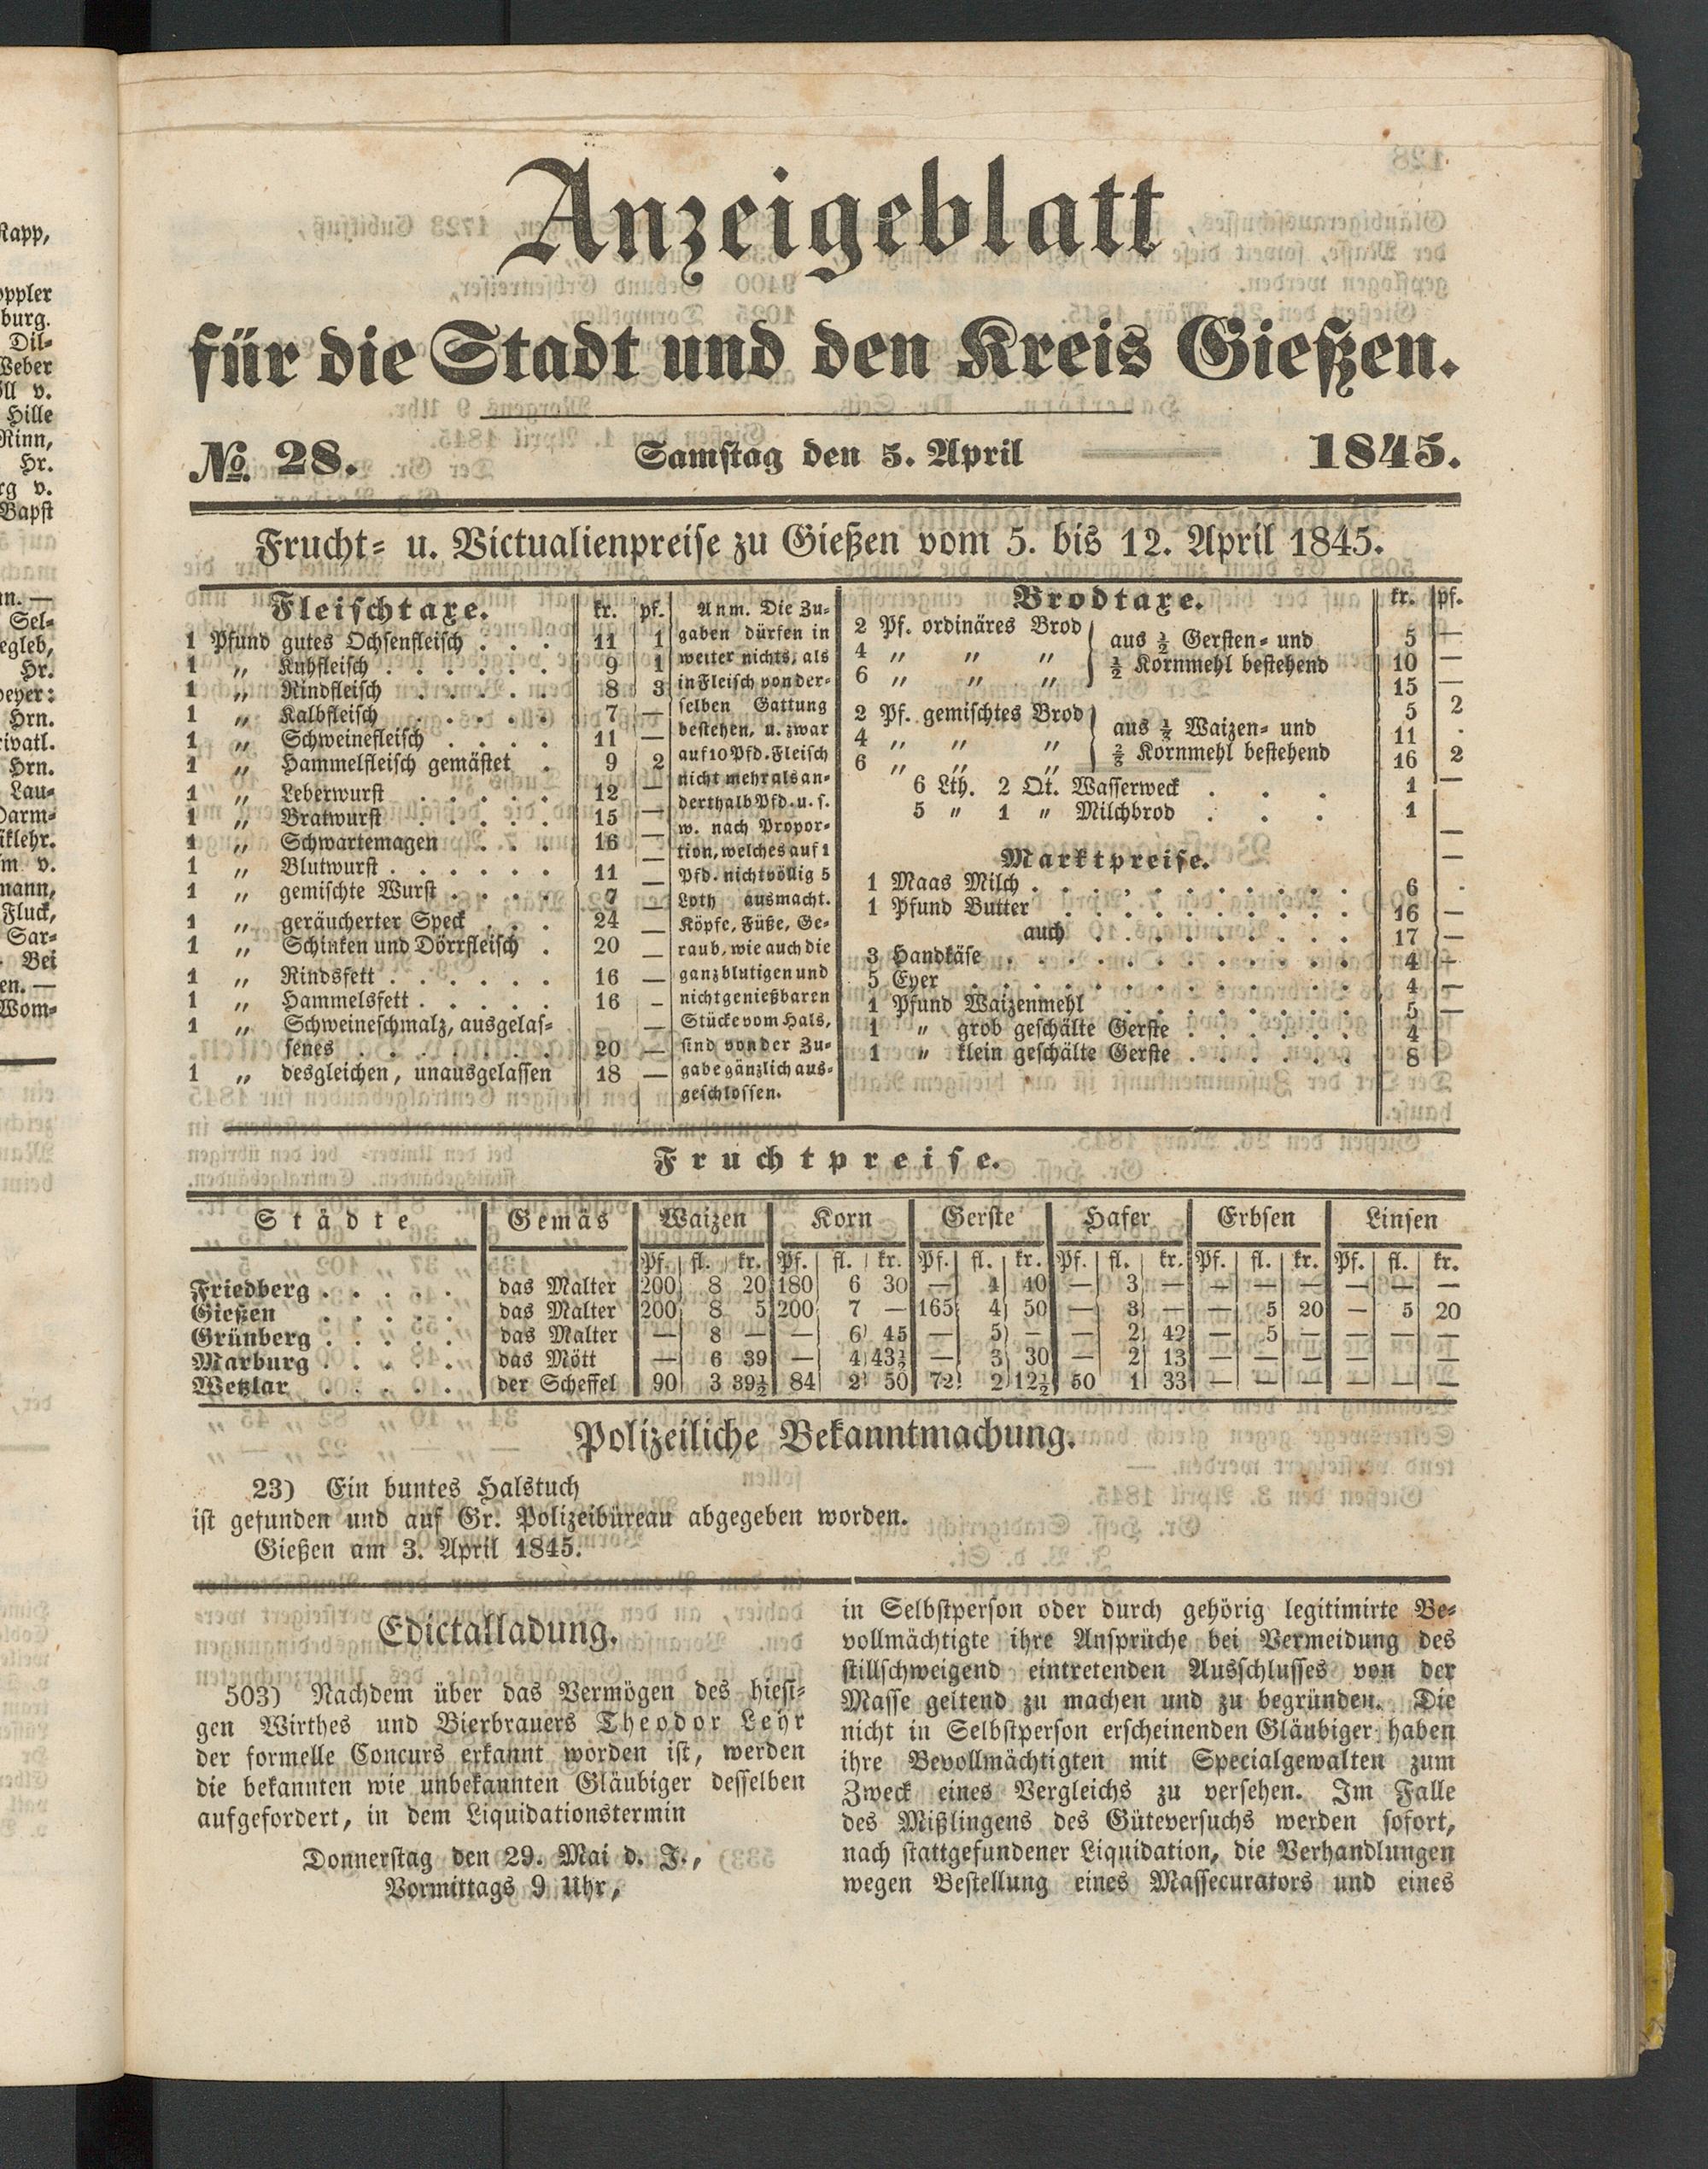 Anzeigeblatt
für die Stadt und den Kreis Gießen.
No. 28. Samstag den 5. April 1845.
Frucht- u. Victualienpreise zu Gießen vom 5. bis 12. April 1845.
Fleischtaxe. kr. pf.
1 Pfund gutes Ochsenfleisch . . . 11 1
1 „ Kuhfleisch . . . . . . 9 1
1 „ Rindfleisch . . . . . 8 3
1 „ Kalbfleisch . . . . . 7 —
1 „ Schweinefleisch . . . . 11 —
1 „ Hammelfleisch gemästet . 9 2
1 „ Leberwurst . . . . . 12 —
1 „ Bratwurst . . . . . 15 —
1 „ Schwartemagen . . . 16 —
1 „ Blutwurst . . . . . . 11 —
1 „ gemischte Wurst . . . . 7 —
1 „ geräucherter Speck . . . 24 —
1 „ Schinken und Dörrfleisch . 20 —
1 „ Rindsfett . . . . . . 16 —
1 „ Hammelsfett . . . . . 16 —
1 „ Schweineschmalz, ausgelas-
senes . . . . . . . 20 —
1 „ desgleichen, unausgelassen 18 —
Anm. Die Zu-
gaben dürfen in
weiter nichts, als
in Fleisch von der-
selben Gattung
bestehen, u. zwar
auf 10 Pfd. Fleisch
nicht mehr als an-
derthalb Pfd. u. s.
w. nach Propor-
tion, welches auf 1
Pfd. nicht völlig 5
Loth ausmacht.
Köpfe, Füße, Ge-
raub, wie auch die
ganz blutigen und
nicht genießbaren
Stücke vom Hals,
sind von der Zu-
gabe gänzlich aus-
geschlossen.
Brodtaxe. kr. pf.
2 Pf. ordinäres Brod aus ½ Gersten- und 5 —
4 „ „ „ ½ Kornmehl bestehend 10 —
6 „ „ „ 15 —
2 Pf. gemischtes Brod aus ⅓ Waizen- und 5 2
4 „ „ „ ⅔ Kornmehl bestehend 11 .
6 „ „ „ 16 2
6 Lth. 2 Qt. Wasserweck . . . 1 —
5 „ 1 „ Milchbrod . . . 1 —
Marktpreise. —
1 Maas Milch . . . . . . . . . . 6 .
1 Pfund Butter . . . . . . . . . 16 —
auch . . . . . . . . 17 —
3 Handkäse . . . . . . . . . . . 4 —
5 Eyer . . . . . . . . . . . . 4 —
1 Pfund Waizenmehl . . . . . . . 5 —
1 „ grob geschälte Gerste . . . . . 4
1 „ klein geschälte Gerste . . . . . 8
Fruchtpreise.
Städte Gemäs Waizen Korn Gerste Hafer Erbsen Linsen
Pf. fl. kr. Pf. fl. kr. Pf. fl. kr. Pf. fl. kr. Pf. fl. kr. Pf. fl. kr.
Friedberg . . . . . das Malter 200 8 20 180 6 30 — 4 40 — 3 — — — — — — —
Gießen . . . . . das Malter 200 8 5 200 7 — 165 4 50 — 3 — — 5 20 — 5 20
Grünberg . . . . . das Malter — 8 — — 6 45 — 5 — — 2 42 — 5 — — — —
Marburg . . . . . das Mött — 6 39 — 4 43½ — 3 30 — 2 13 — — — — — —
Wetzlar . . . . . der Scheffel 90 3 39½ 84 2 50 72 2 12½ 50 1 33 — — — — — —
Polizeiliche Bekanntmachung.
23) Ein buntes Halstuch
ist gefunden und auf Gr. Polizeibüreau abgegeben worden.
Gießen am 3. April 1845.
Edictalladung.
503) Nachdem über das Vermögen des hiesi-
gen Wirthes und Bierbrauers Theodor Lehr
der formelle Concurs erkannt worden ist, werden
die bekannten wie unbekannten Gläubiger desselben
aufgefordert, in dem Liquidationstermin
Donnerstag den 29. Mai d. J.,
Vormittags 9 Uhr,
in Selbstperson oder durch gehörig legitimirte Be-
vollmächtigte ihre Ansprüche bei Vermeidung des
stillschweigend eintretenden Ausschlusses von der
Masse geltend zu machen und zu begründen. Die
nicht in Selbstperson erscheinenden Gläubiger haben
ihre Bevollmächtigten mit Specialgewalten zum
Zweck eines Vergleichs zu versehen. Im Falle
des Mißlingens des Güteversuchs werden sofort,
nach stattgefundener Liquidation, die Verhandlungen
wegen Bestellung eines Massecurators und eines